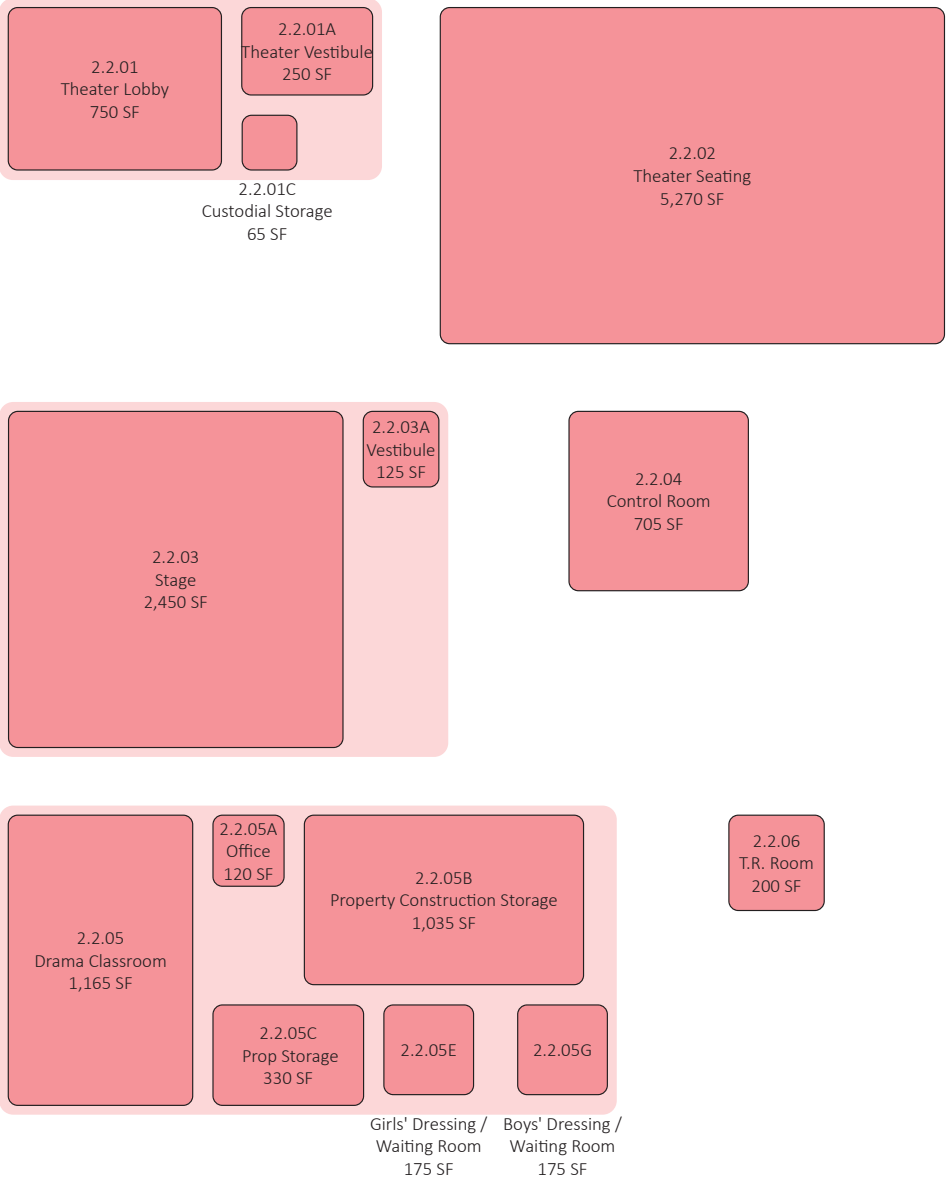 2.2.01
Theater Lobby
750 SF
2.2.01A
Theater Vestibule
250 SF
2.2.01C
Custodial Storage
65 SF
2.2.02
Theater Seating
5,270 SF
2.2.03
Stage
2,450 SF
2.2.03A
Vestibule
125 SF
2.2.04
Control Room
705 SF
2.2.05
Drama Classroom
1,165 SF
2.2.05A
Office
120 SF
2.2.05B
Property Construction Storage
1,035 SF
2.2.05C
Prop Storage
330 SF
2.2.05E
Girls' Dressing /
Waiting Room
175 SF
2.2.05G
Boys' Dressing /
Waiting Room
175 SF
2.2.06
T.R. Room
200 SF